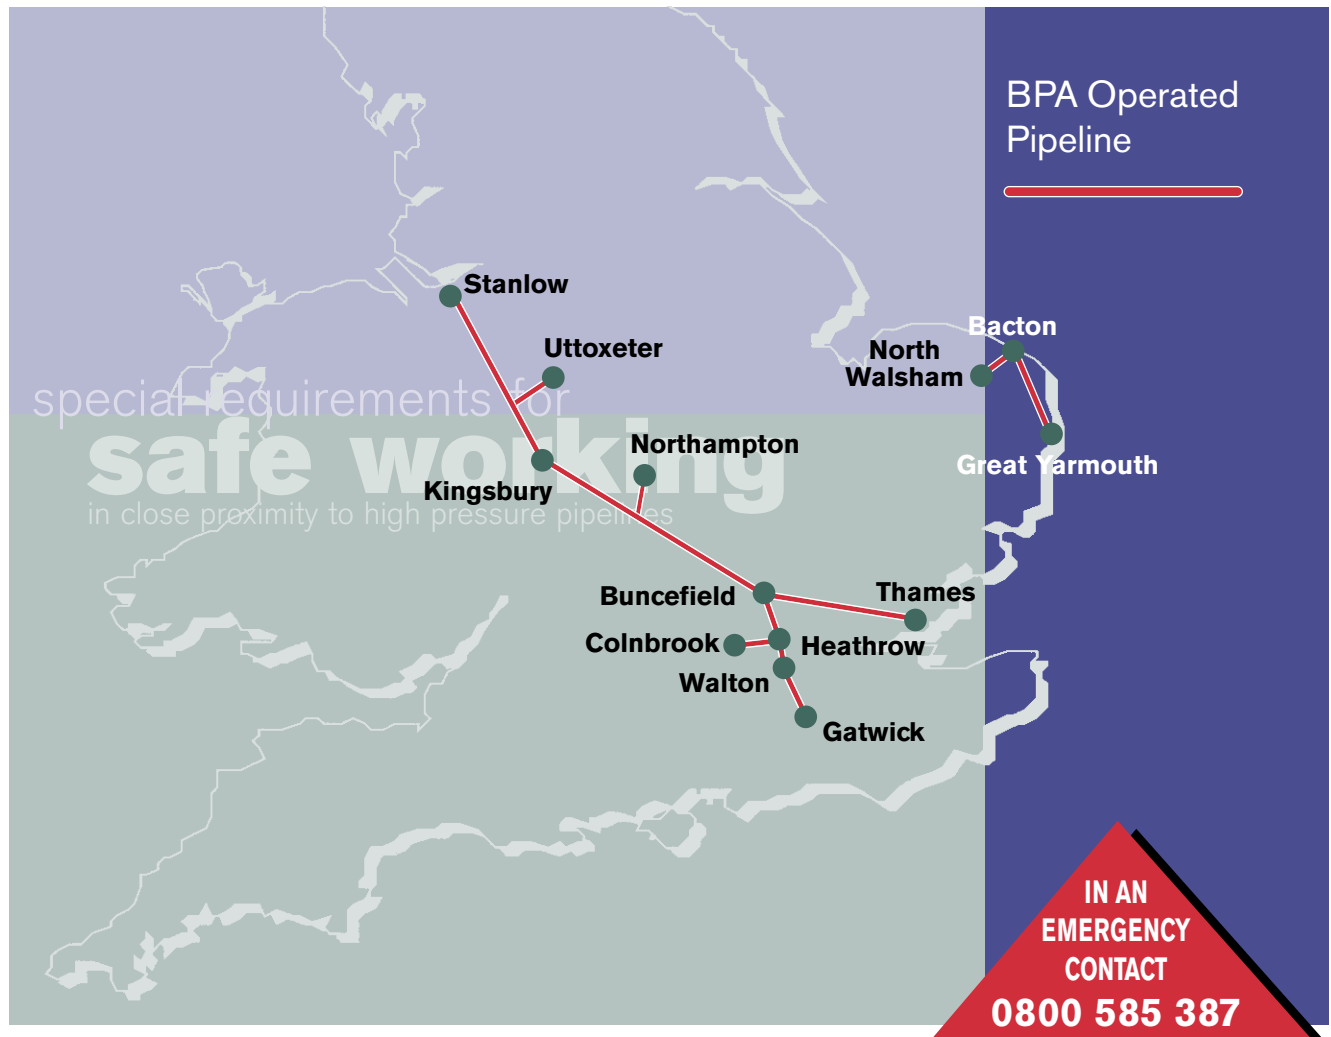 BPA Operated
Pipeline
Stanlow
Bacton
Uttoxeter
North
Walsham
special requirements for
safe working
Northampton
Great Yarmouth
Kingsbury
in close proximity to high pressure pipelines
Buncefield
Thames
Colnbrook
Heathrow
Walton
Gatwick
IN AN
EMERGENCY
CONTACT
0800 585 387